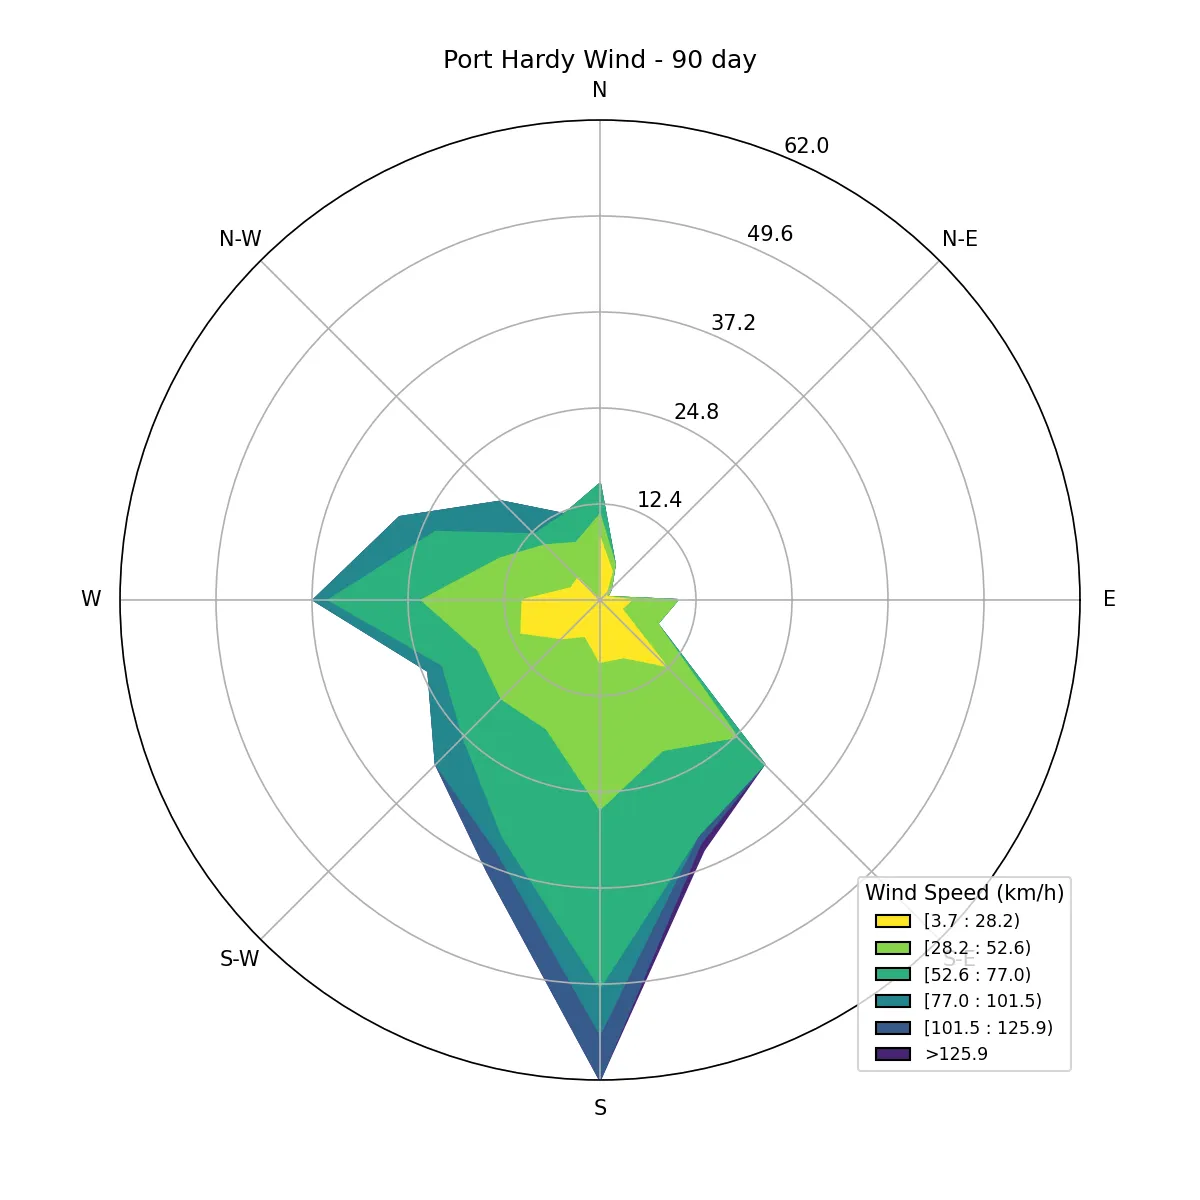 Port Hardy Wind - 90 day
N
62.0
N-W
49.6
N-E
37.2
24.8
12.4
W
E
Wind Speed (km/h)
[3.7 : 28.2)
[28.2 : 52.6)
S-W
S-E
[52.6 : 77.0)
[77.0 : 101.5)
[101.5 : 125.9)
>125.9
S